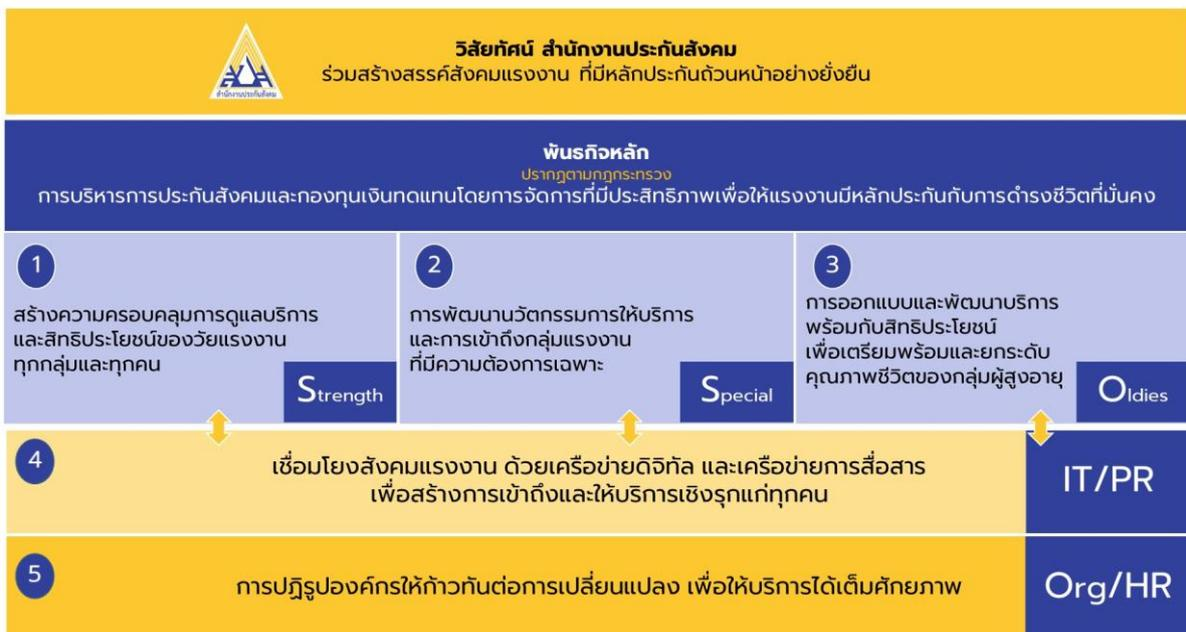 สำนักงานประกันสังคม
วิสัยทัศน์ สำนักงานประกันสังคม
ร่วมสร้างสรรค์สังคมแรงงาน ที่มีหลักประกันถ้วนหน้าอย่างยั่งยืน
พันธกิจหลัก
ปรากฏตามกฎกระทรวง
การบริหารการประกันสังคมและกองทุนเงินทดแทนโดยการจัดการที่มีประสิทธิภาพเพื่อให้แรงงานมีหลักประกันกับการดำรงชีวิตที่มั่นคง
1
สร้างความครอบคลุมการดูแลบริการ
และสิทธิประโยชน์ของวัยแรงงาน
ทุกกลุ่มและทุกคน
Strength
2
การพัฒนานวัตกรรมการให้บริการ
และการเข้าถึงกลุ่มแรงงาน
ที่มีความต้องการเฉพาะ
Special
3
การออกแบบและพัฒนาบริการ
พร้อมกับสิทธิประโยชน์
เพื่อเตรียมพร้อมและยกระดับ
คุณภาพชีวิตของกลุ่มผู้สูงอายุ
Oldies
4
เชื่อมโยงสังคมแรงงาน ด้วยเครือข่ายดิจิทัล และเครือข่ายการสื่อสาร
เพื่อสร้างการเข้าถึงและให้บริการเชิงรุกแก่ทุกคน
IT/PR
5
การปฏิรูปองค์กรให้ก้าวทันต่อการเปลี่ยนแปลง เพื่อให้บริการได้เต็มศักยภาพ
Org/HR